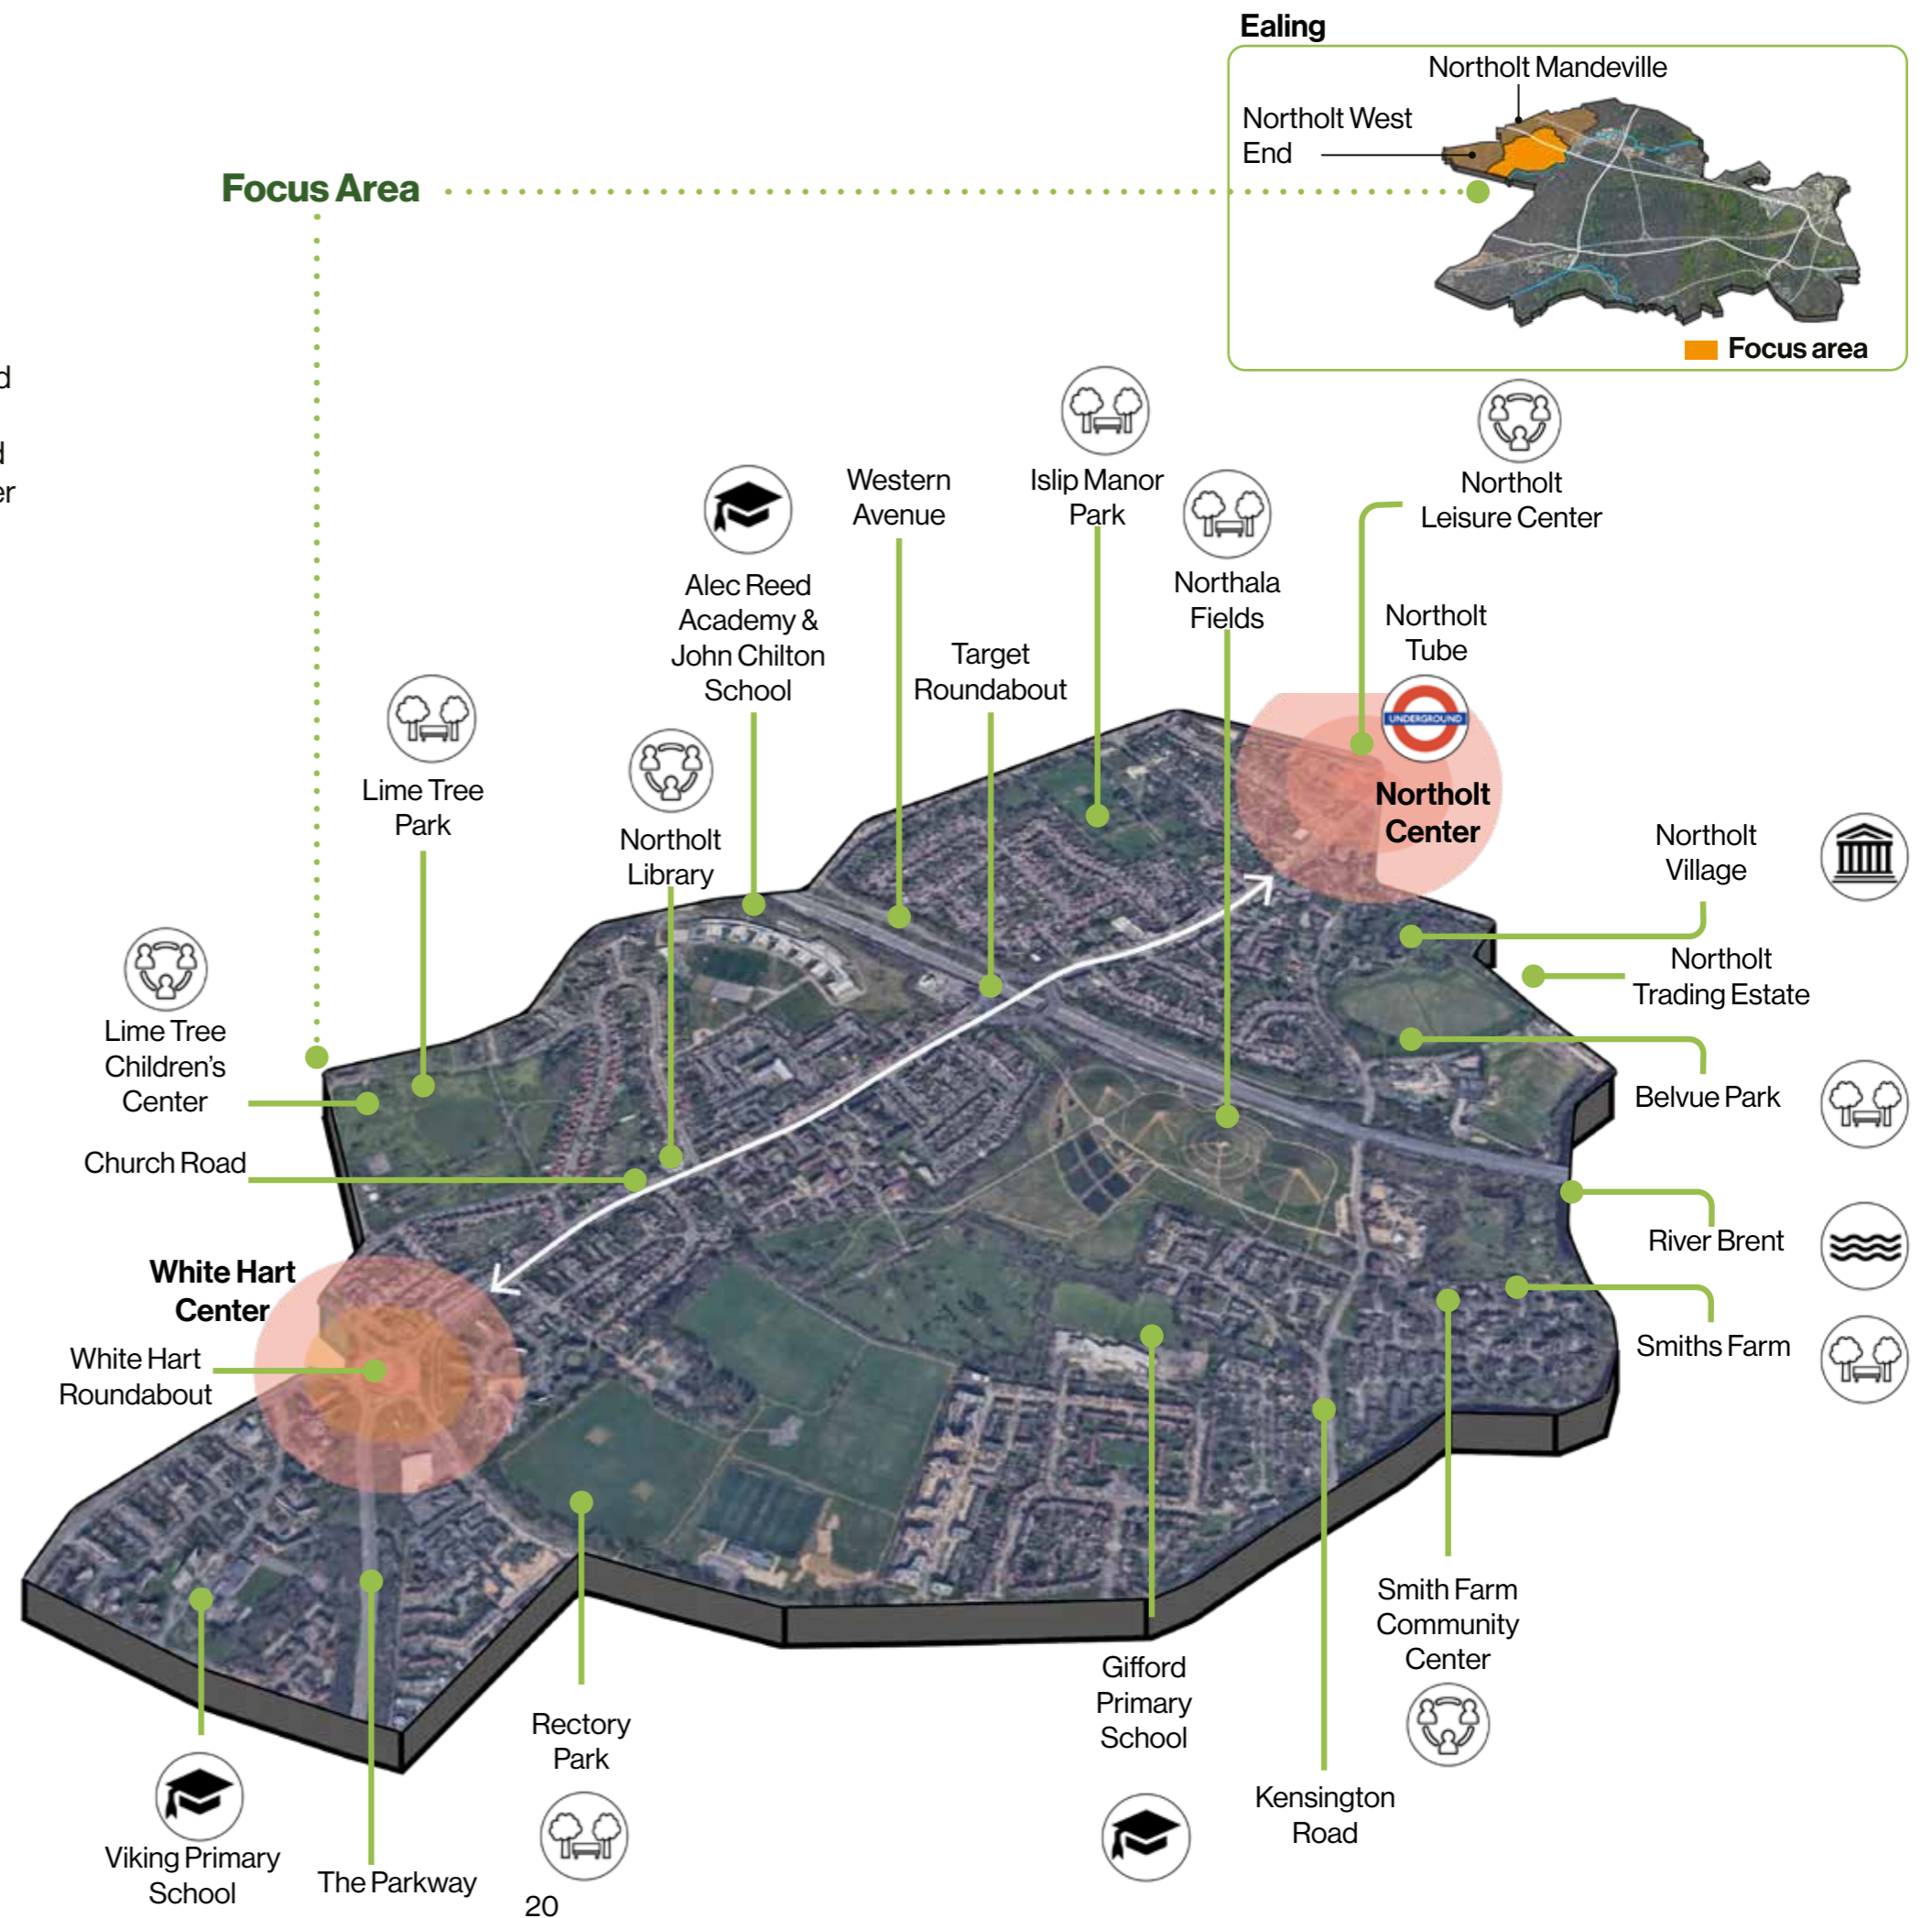 Ealing
Northolt Mandeville
Northolt West
End
Focus area
Focus Area
d
d
er
Northolt
Leisure Center
Islip Manor
Park
Western
Avenue
Northala
Fields
Alec Reed
Academy &
John Chilton
School
Northolt
Tube
UNDERGROUND
Target
Roundabout
Lime Tree
Park
Northolt
Library
Northolt
Center
Northolt
Village
Northolt
Trading Estate
Lime Tree
Children's
Center
Belvue Park
Church Road
River Brent
White Hart
Center
White Hart
Roundabout
Smiths Farm
Smith Farm
Community
Center
Gifford
Primary
School
Rectory
Park
Kensington
Road
Viking Primary
School
The Parkway
20